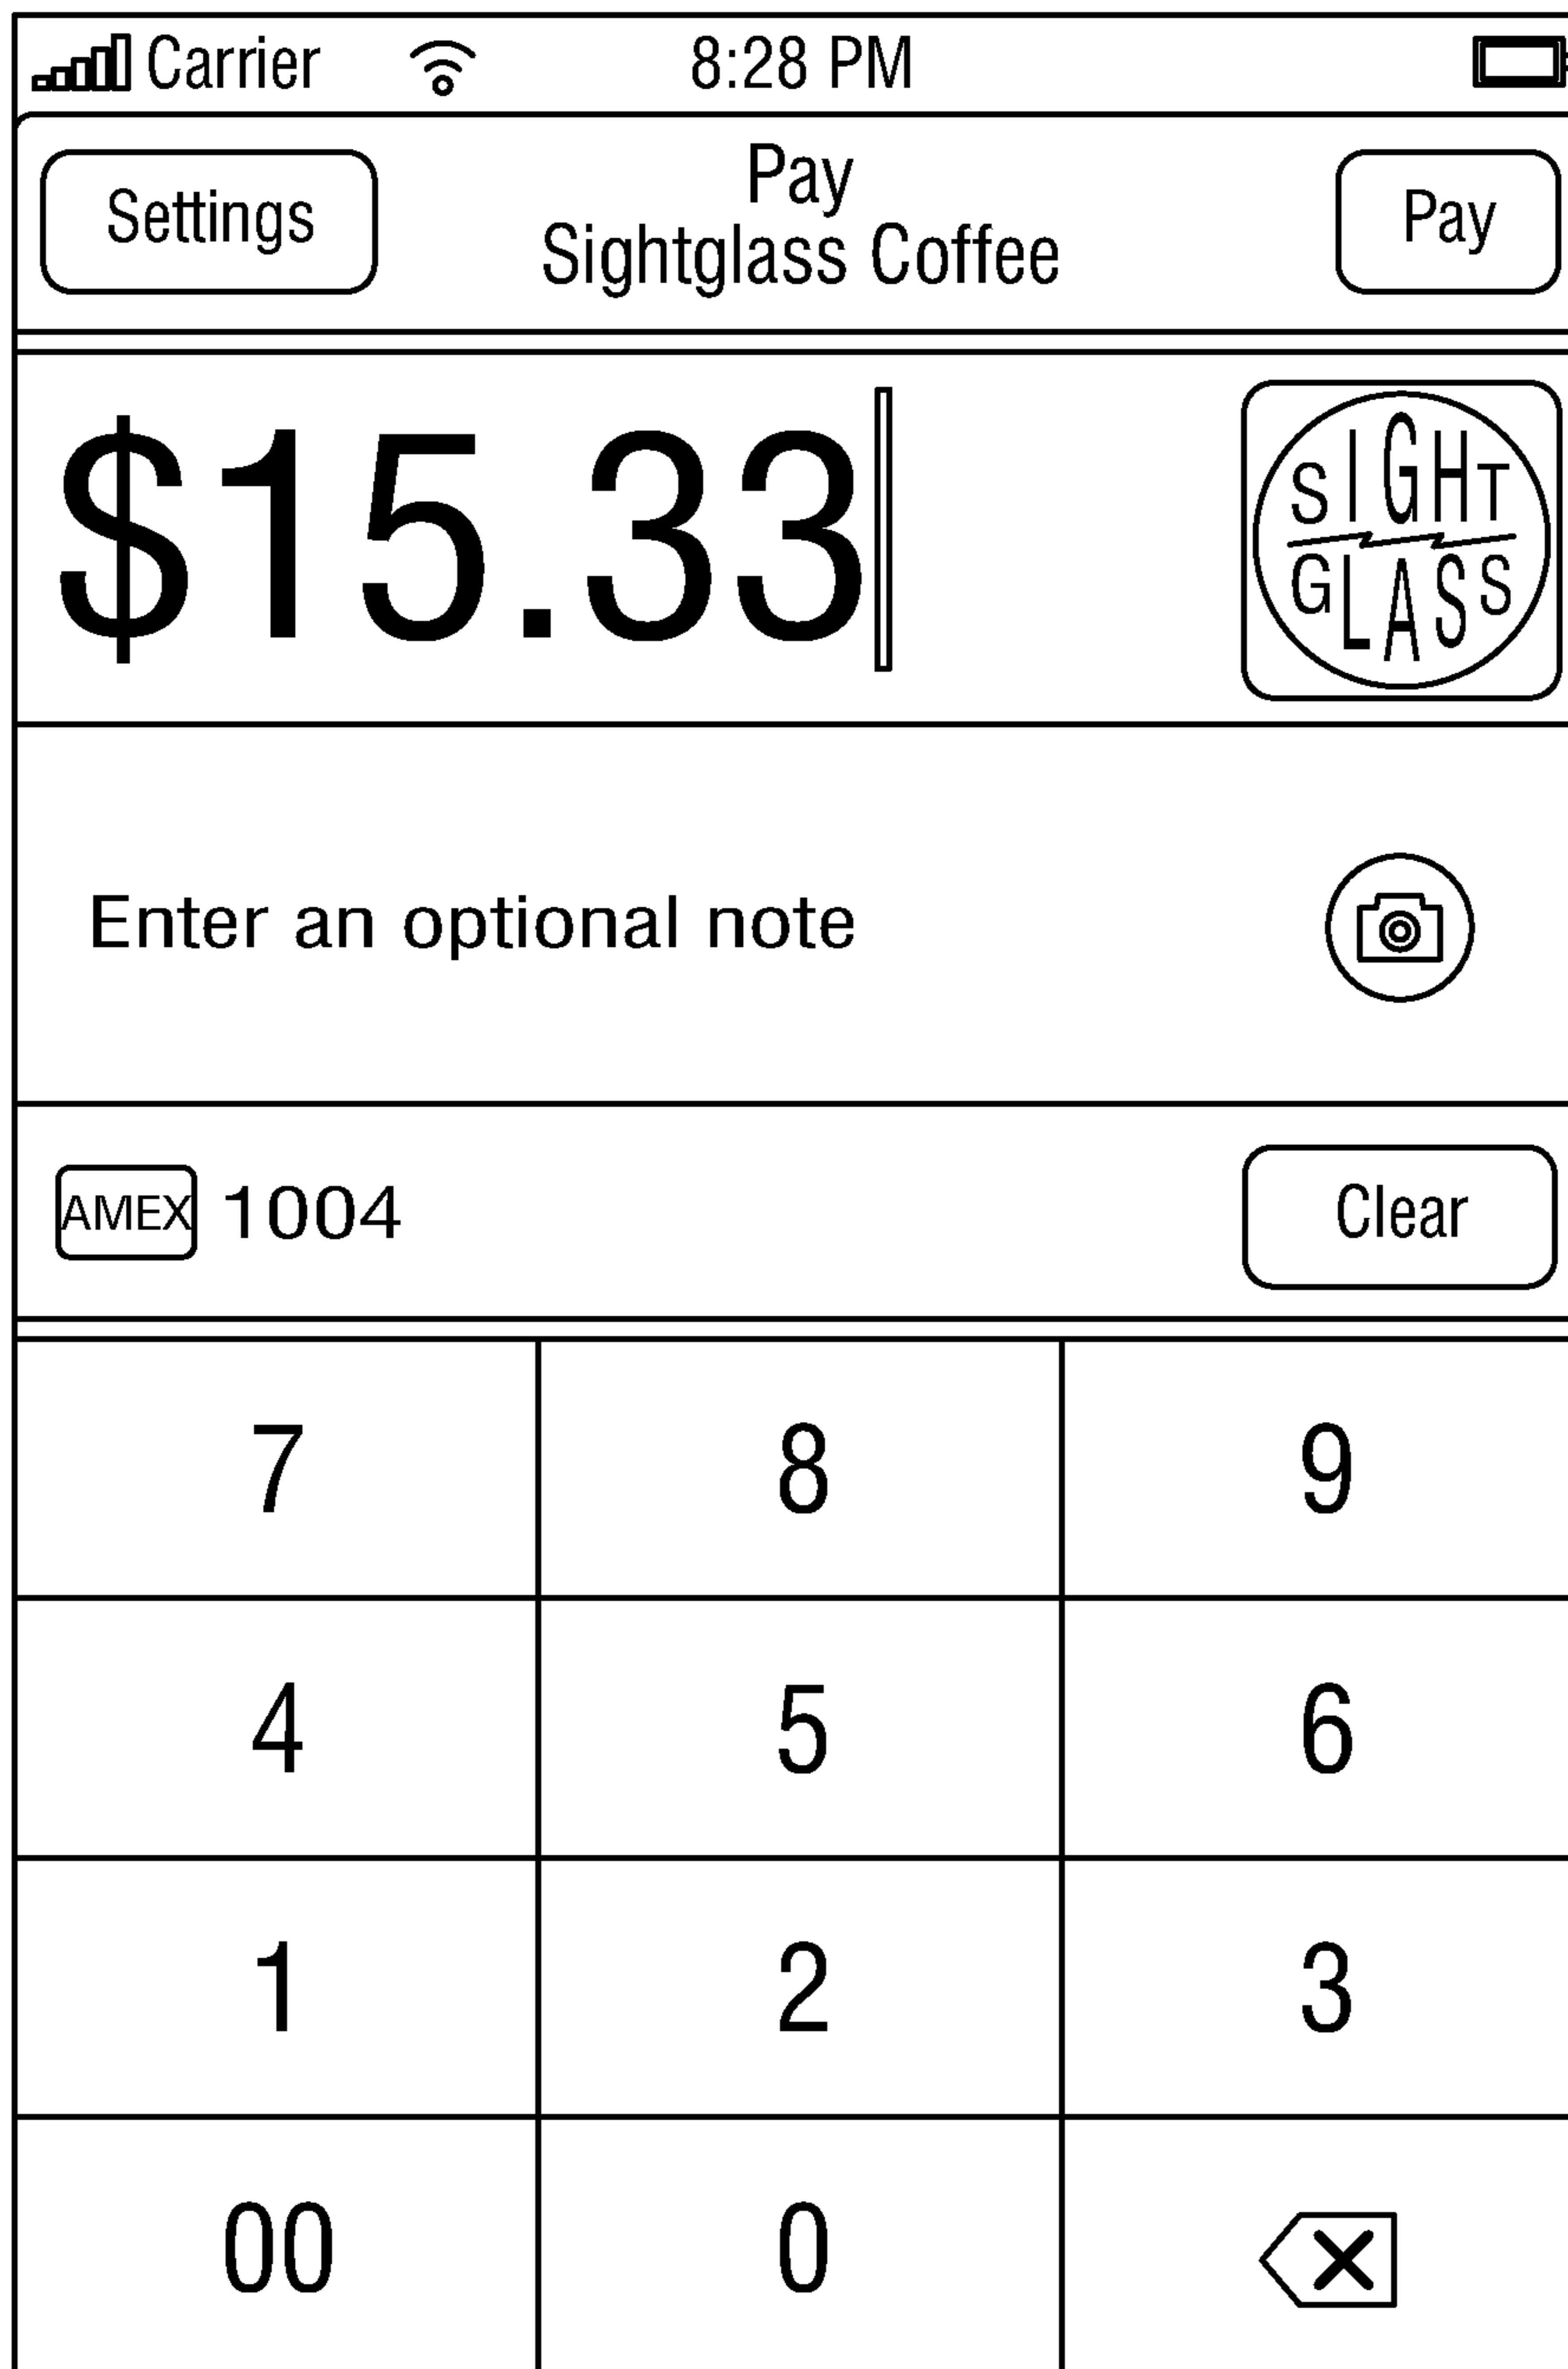 Carrier 8:28 PM
Settings
Pay
Sightglass Coffee
Pay
$15.33
SIGHT
GLASS
Enter an optional note
AMEX 1004
Clear
7 8 9
4 5 6
1 2 3
00 0